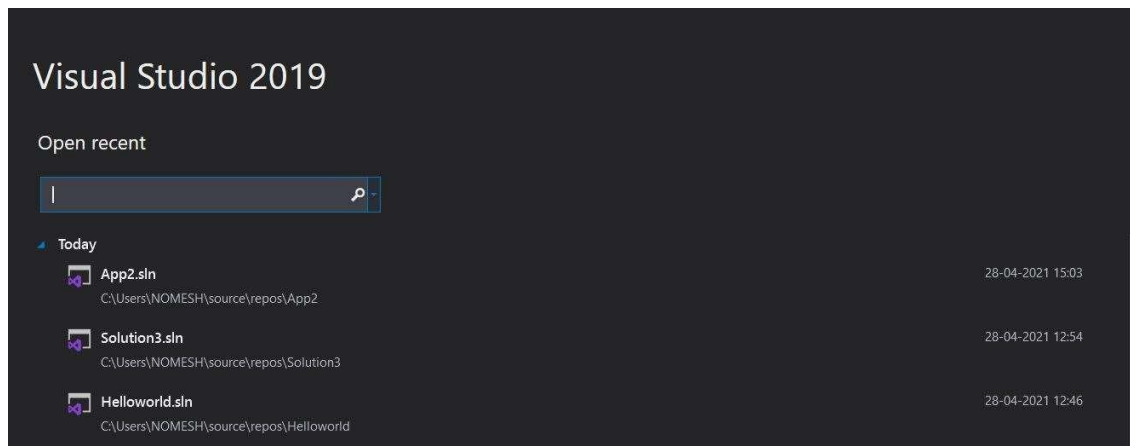 Visual Studio 2019
Open recent
Today
App2.sln 28-04-2021 15:03
C:\Users\NOMESH\source\repos\App2
Solution3.sln 28-04-2021 12:54
C:\Users\NOMESH\source\repos\Solution3
Helloworld.sln 28-04-2021 12:46
C:\Users\NOMESH\source\repos\Helloworld